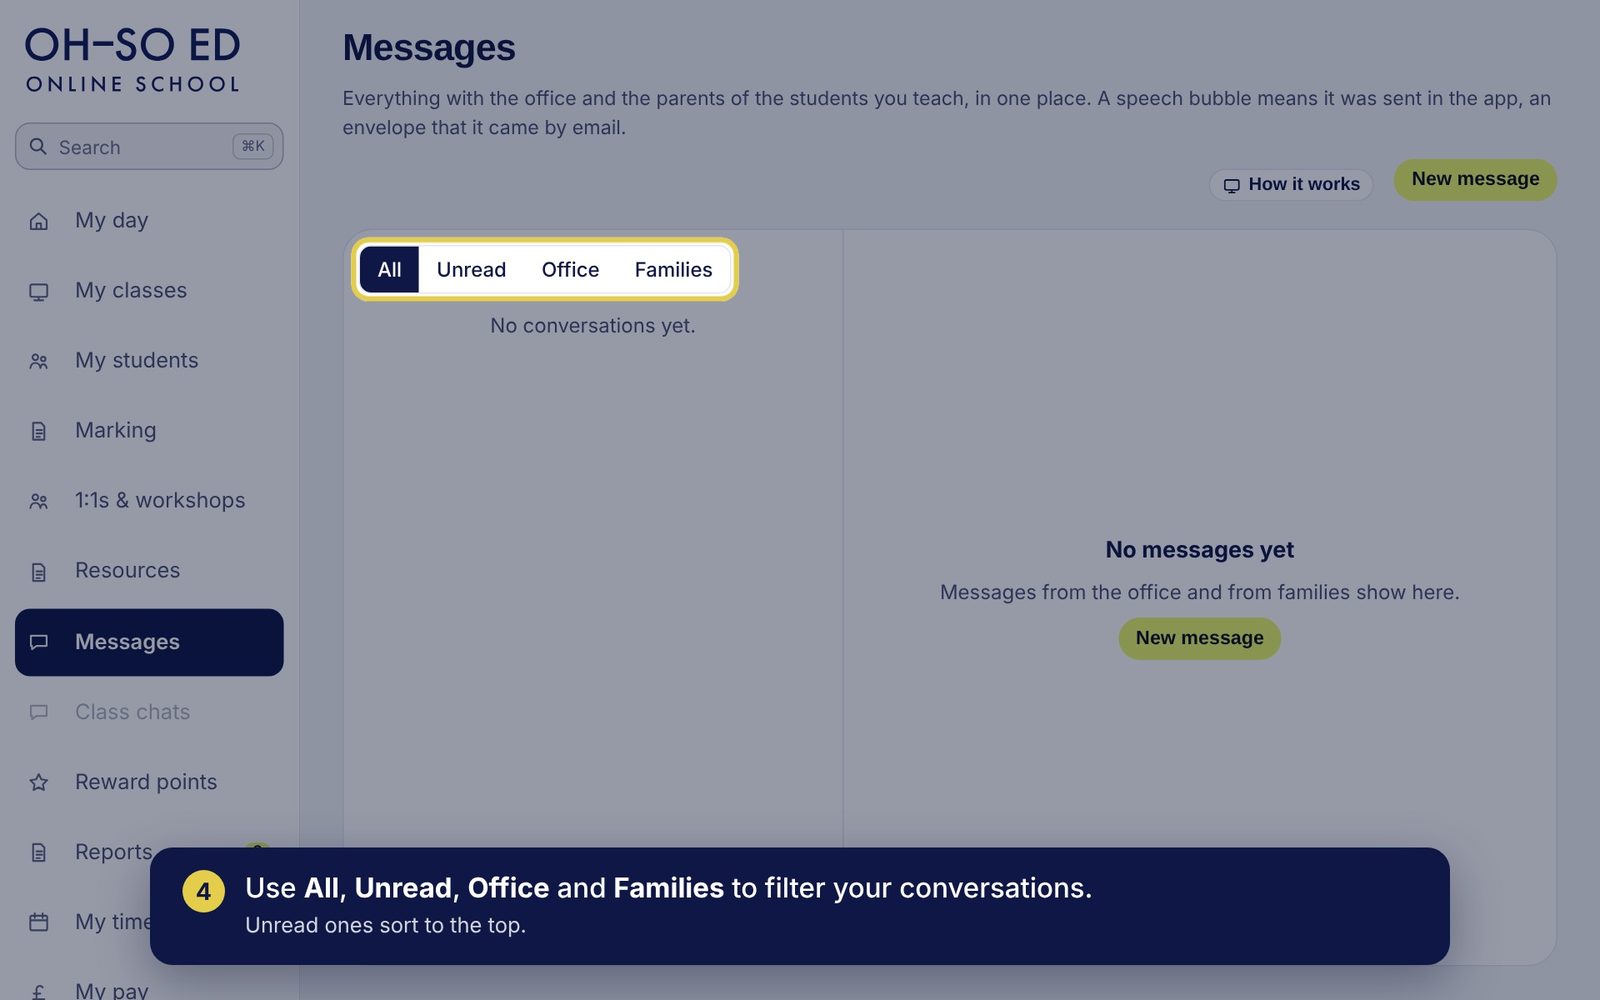 OH–SO ED
ONLINE SCHOOL
Search
⌘K
My day
My classes
My students
Marking
1:1s & workshops
Resources
Messages
Class chats
Reward points
Reports
My time
My pay
Messages
Everything with the office and the parents of the students you teach, in one place. A speech bubble means it was sent in the app, an
envelope that it came by email.
How it works
New message
All
Unread
Office
Families
No conversations yet.
No messages yet
Messages from the office and from families show here.
New message
4
Use All, Unread, Office and Families to filter your conversations.
Unread ones sort to the top.